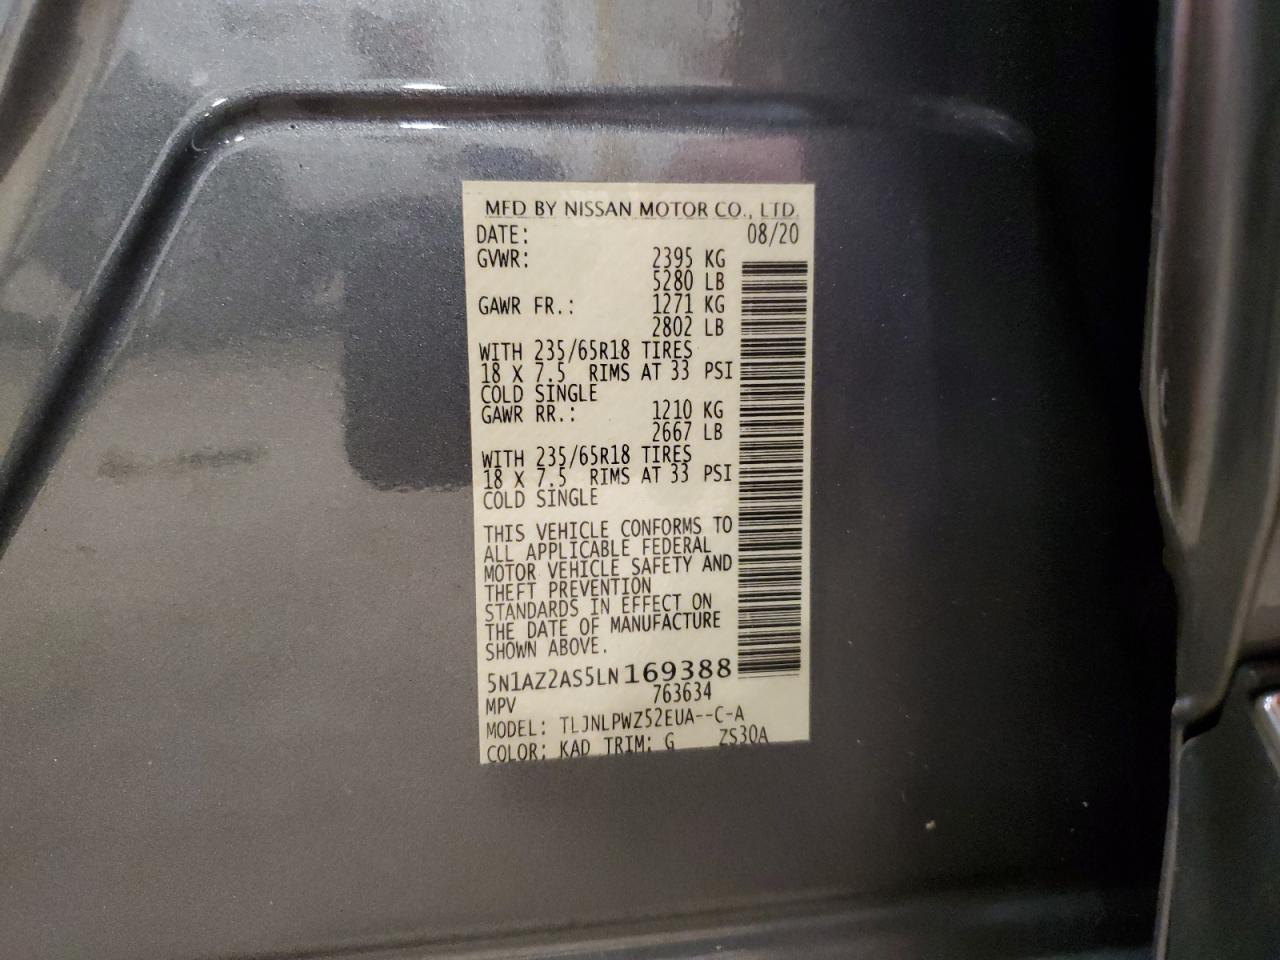 MFD BY NISSAN MOTOR CO., LTD.
DATE: 08/20
GVWR: 2395 KG
5280 LB
GAWR FR.: 1271 KG
2802 LB
WITH 235/65R18 TIRES
18 X 7.5 RIMS AT 33 PSI
COLD SINGLE
GAWR RR.: 1210 KG
2667 LB
WITH 235/65R18 TIRES
18 X 7.5 RIMS AT 33 PSI
COLD SINGLE
THIS VEHICLE CONFORMS TO
ALL APPLICABLE FEDERAL
MOTOR VEHICLE SAFETY AND
THEFT PREVENTION
STANDARDS IN EFFECT ON
THE DATE OF MANUFACTURE
SHOWN ABOVE.
5N1AZ2AS5LN169388
MPV 763634
MODEL: TLJNLPWZ52EUA--C-A
COLOR: KAD TRIM: G ZS30A